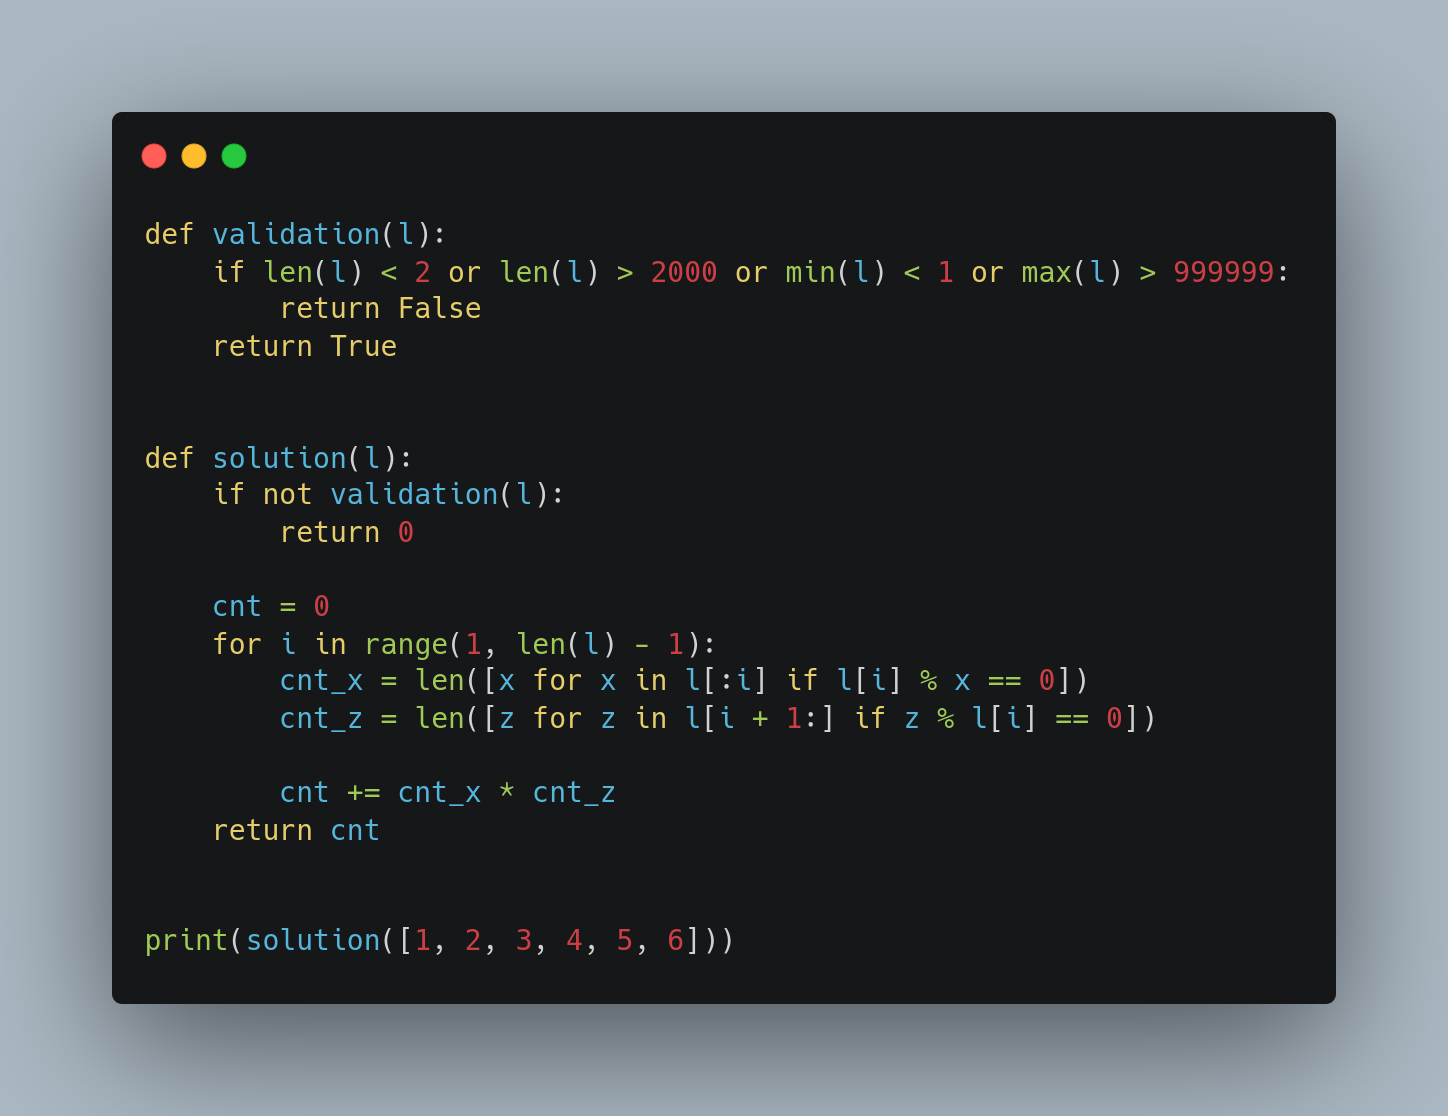 def validation(l):
    if len(l) < 2 or len(l) > 2000 or min(l) < 1 or max(l) > 999999:
        return False
    return True
def solution(l):
    if not validation(l):
        return 0
    cnt = 0
    for i in range(1, len(l) - 1):
        cnt_x = len([x for x in l[:i] if l[i] % x == 0])
        cnt_z = len([z for z in l[i + 1:] if z % l[i] == 0])
        cnt += cnt_x * cnt_z
    return cnt
print(solution([1, 2, 3, 4, 5, 6]))